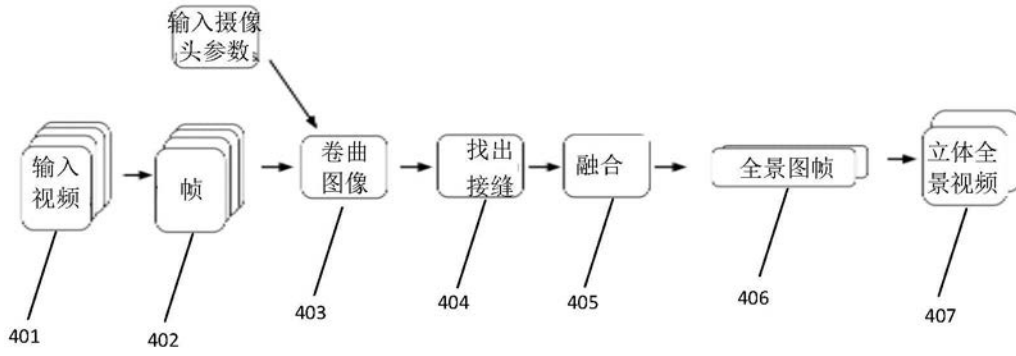 输入摄像
头参数
输入
视频
帧
卷曲
图像
找出
接缝
融合
全景图帧
立体全
景视频
401
402
403
404
405
406
407